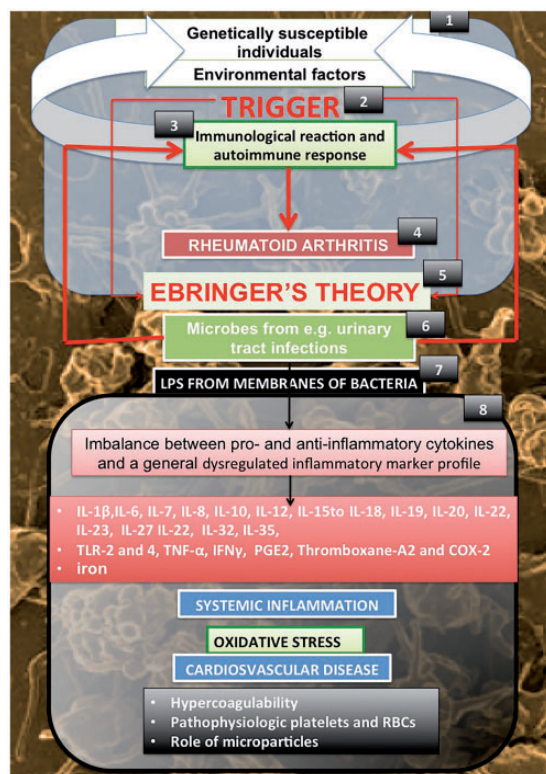 1
Genetically susceptible
individuals
Environmental factors
TRIGGER
2
3
Immunological reaction and
autoimmune response
4
RHEUMATOID ARTHRITIS
5
EBRINGER'S THEORY
6
Microbes from e.g. urinary
tract infections
7
LPS FROM MEMBRANES OF BACTERIA
8
Imbalance between pro- and anti-inflammatory cytokines
and a general dysregulated inflammatory marker profile
• IL-1β,IL-6, IL-7, IL-8, IL-10, IL-12, IL-15to IL-18, IL-19, IL-20, IL-22,
IL-23, IL-27 IL-22, IL-32, IL-35,
• TLR-2 and 4, TNF-α, IFNγ, PGE2, Thromboxane-A2 and COX-2
• iron
SYSTEMIC INFLAMMATION
OXIDATIVE STRESS
CARDIOSVASCULAR DISEASE
• Hypercoagulability
• Pathophysiologic platelets and RBCs
• Role of microparticles